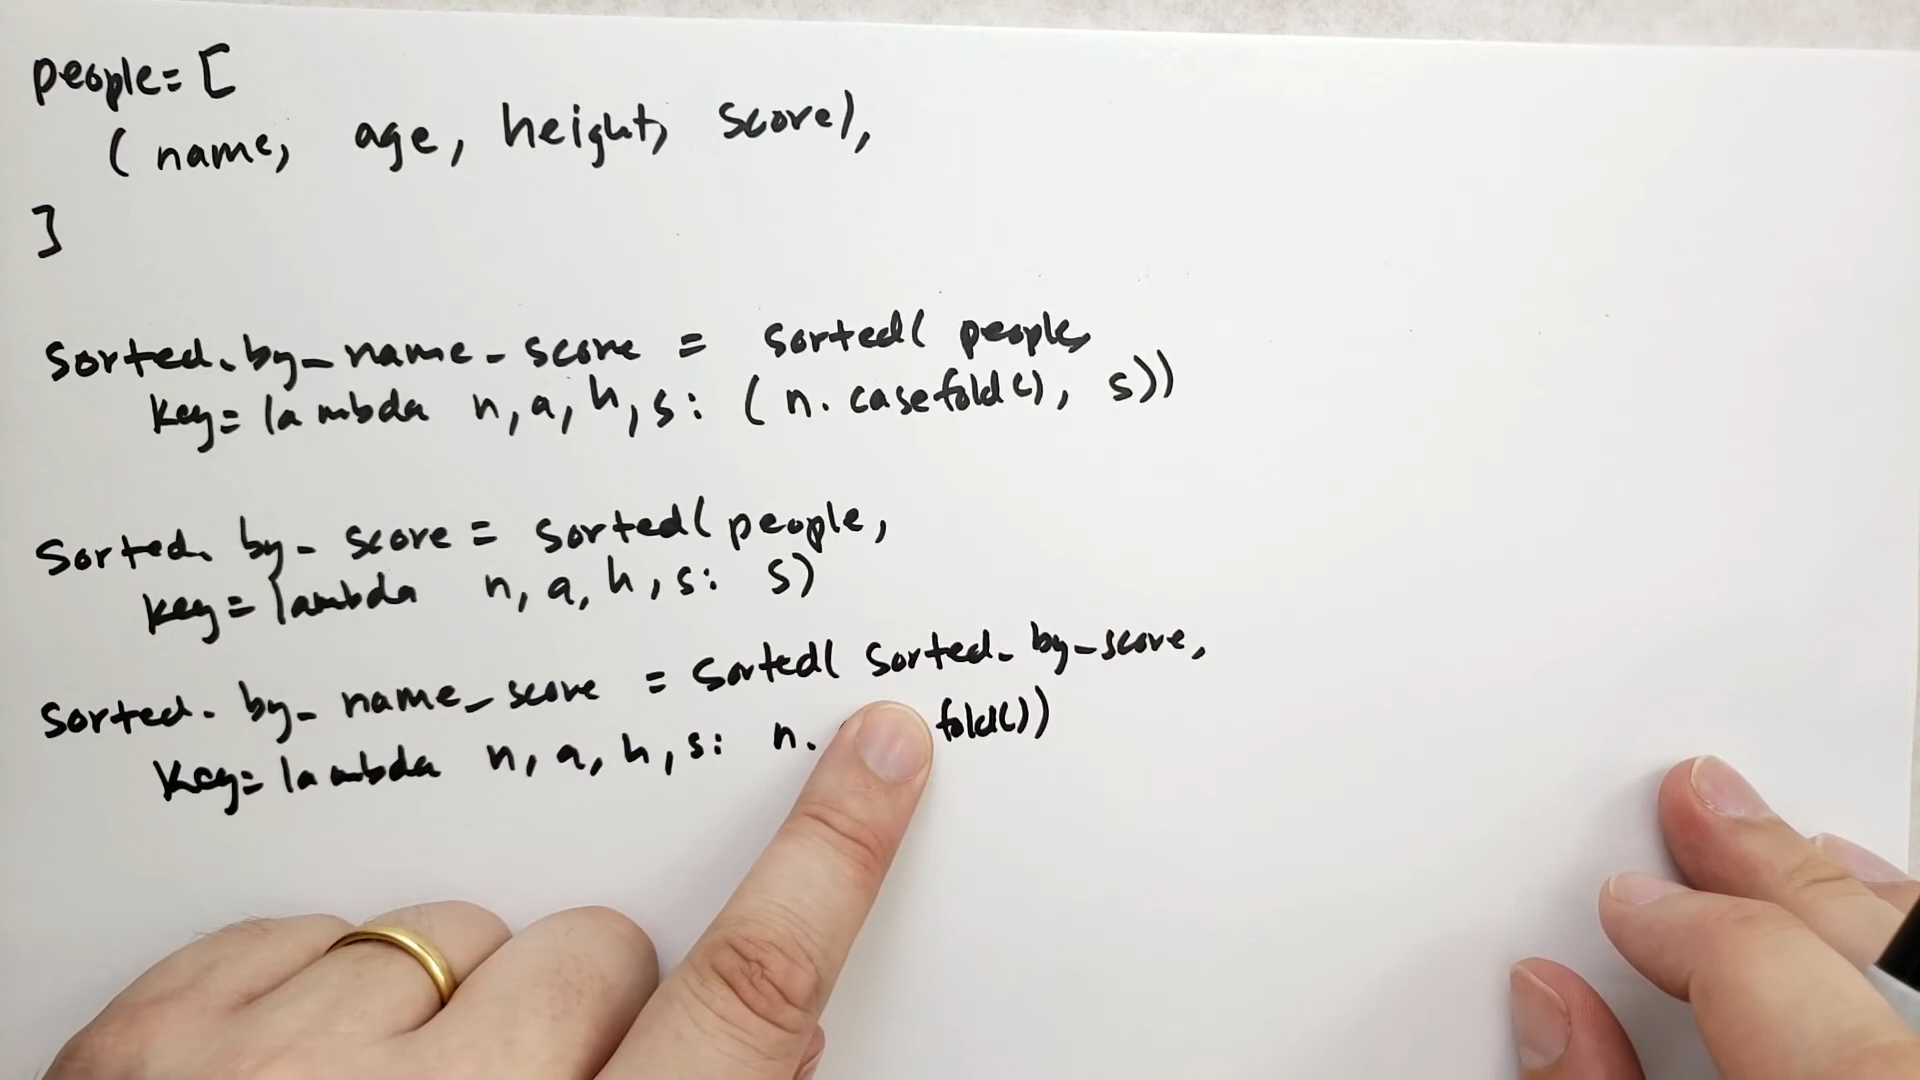 people=[
(name, age, height, score),
]
sorted_by_name_score = sorted(people,
key=lambda n,a,h,s: (n.casefold(), s))
sorted_by_score = sorted(people,
key=lambda n,a,h,s: s)
sorted_by_name_score = sorted(sorted_by_score,
key=lambda n,a,h,s: n. fold())